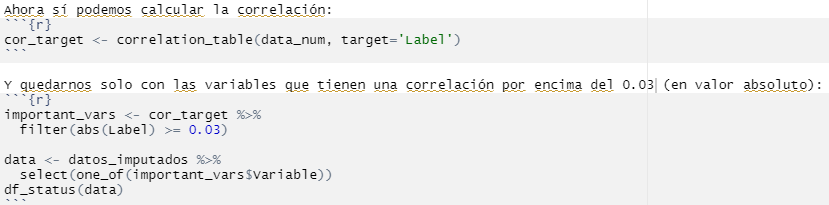 Ahora sí podemos calcular la correlación:
```{r}
cor_target <- correlation_table(data_num, target='Label')
```
Y quedarnos solo con las variables que tienen una correlación por encima del 0.03 (en valor absoluto):
```{r}
important_vars <- cor_target %>%
  filter(abs(Label) >= 0.03)
data <- datos_imputados %>%
  select(one_of(important_vars$Variable))
df_status(data)
```